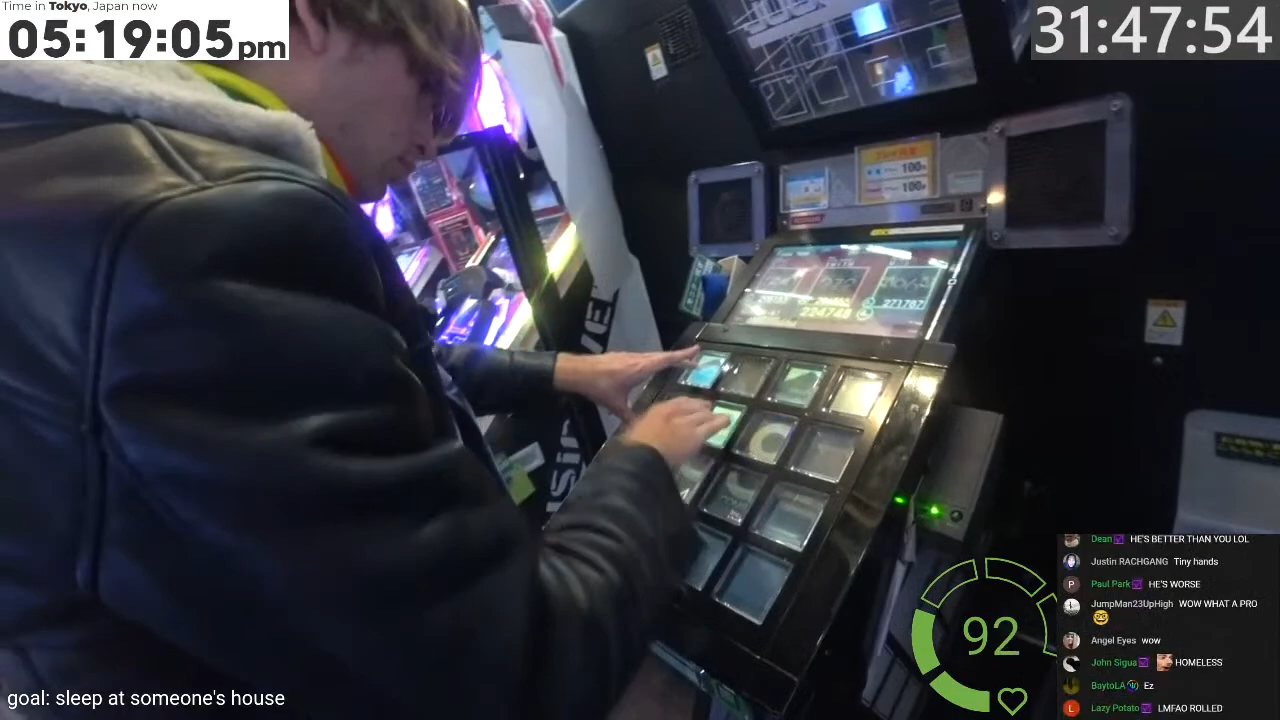 Time in Tokyo, Japan now
05:19:05pm
31:47:54
100
100
224748
271787
92
Dean HE'S BETTER THAN YOU LOL
Justin RACHGANG Tiny hands
Paul Park HE'S WORSE
JumpMan23UpHigh WOW WHAT A PRO
Angel Eyes wow
John Sigua HOMELESS
BaytoLA Ez
Lazy Potato LMFAO ROLLED
goal: sleep at someone's house